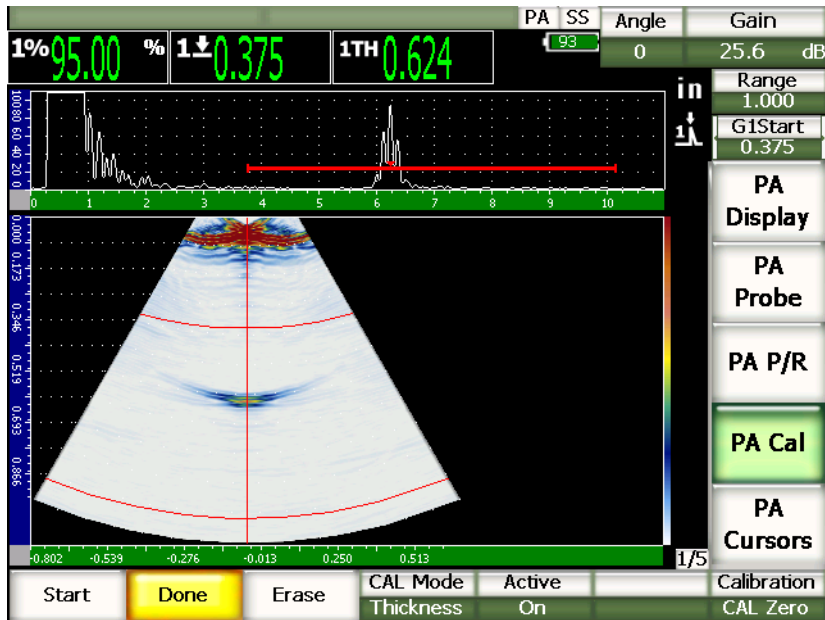 PA SS Angle Gain
93 0 25.6 dB
1% 95.00 % 1 0.375 1TH 0.624
in Range
1.000
1 G1Start
0.375
100 80 60 40 20 0
0 1 2 3 4 5 6 7 8 9 10
PA
Display
PA
Probe
PA P/R
PA Cal
PA
Cursors
0.000 0.173 0.346 0.519 0.693 0.866
-0.802 -0.539 -0.276 -0.013 0.250 0.513
1/5
Start Done Erase CAL Mode Active Calibration
Thickness On CAL Zero